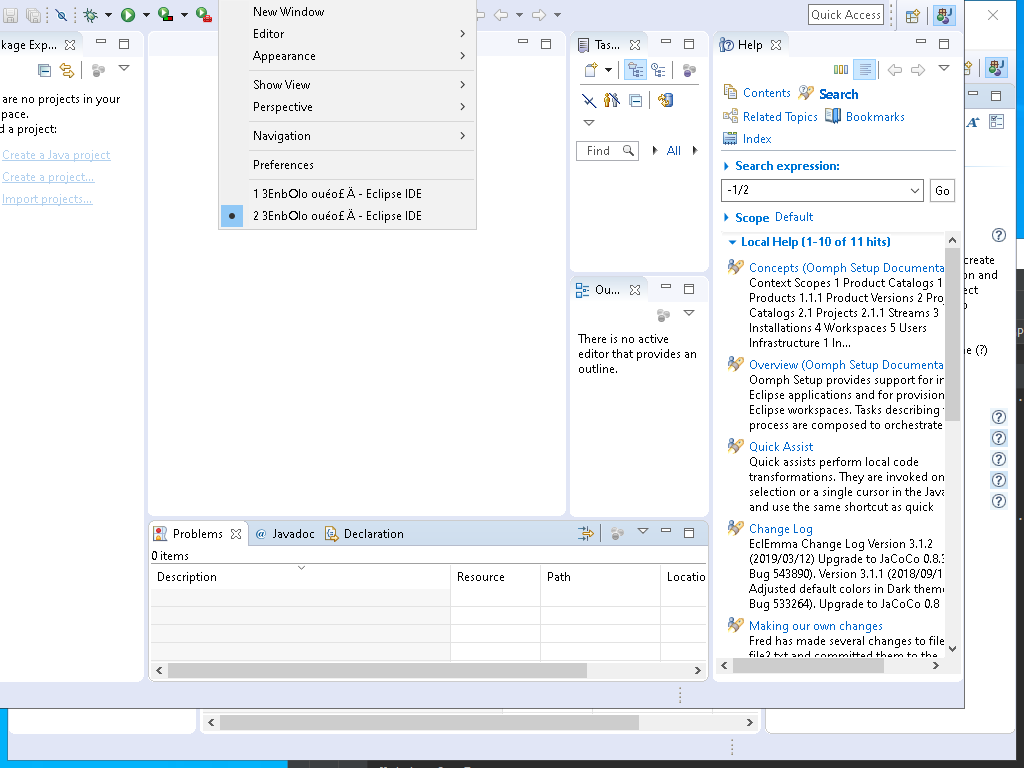 New Window
Editor
Appearance
Show View
Perspective
Navigation
Preferences
1 3EnbOlo ouéo£ Ä - Eclipse IDE
2 3EnbOlo ouéo£ Ä - Eclipse IDE
Quick Access
kage Exp...
are no projects in your
pace.
d a project:
Create a Java project
Create a project...
Import projects...
Tas...
Find
All
Ou...
There is no active
editor that provides an
outline.
Help
Contents
Search
Related Topics
Bookmarks
Index
Search expression:
-1/2
Go
Scope Default
Local Help (1-10 of 11 hits)
Concepts (Oomph Setup Documenta
Context Scopes 1 Product Catalogs 1
Products 1.1.1 Product Versions 2 Proj
Catalogs 2.1 Projects 2.1.1 Streams 3
Installations 4 Workspaces 5 Users
Infrastructure 1 In...
Overview (Oomph Setup Documenta
Oomph Setup provides support for in
Eclipse applications and for provision
Eclipse workspaces. Tasks describing
process are composed to orchestrate
Quick Assist
Quick assists perform local code
transformations. They are invoked on
selection or a single cursor in the Java
and use the same shortcut as quick
Change Log
EclEmma Change Log Version 3.1.2
(2019/03/12) Upgrade to JaCoCo 0.8.3
Bug 543890). Version 3.1.1 (2018/09/1
Adjusted default colors in Dark theme
Bug 533264). Upgrade to JaCoCo 0.8
Making our own changes
Fred has made several changes to file
file2.txt and committed them to the
create
on and
ect
e (?)
Problems
Javadoc
Declaration
0 items
Description
Resource
Path
Locatio